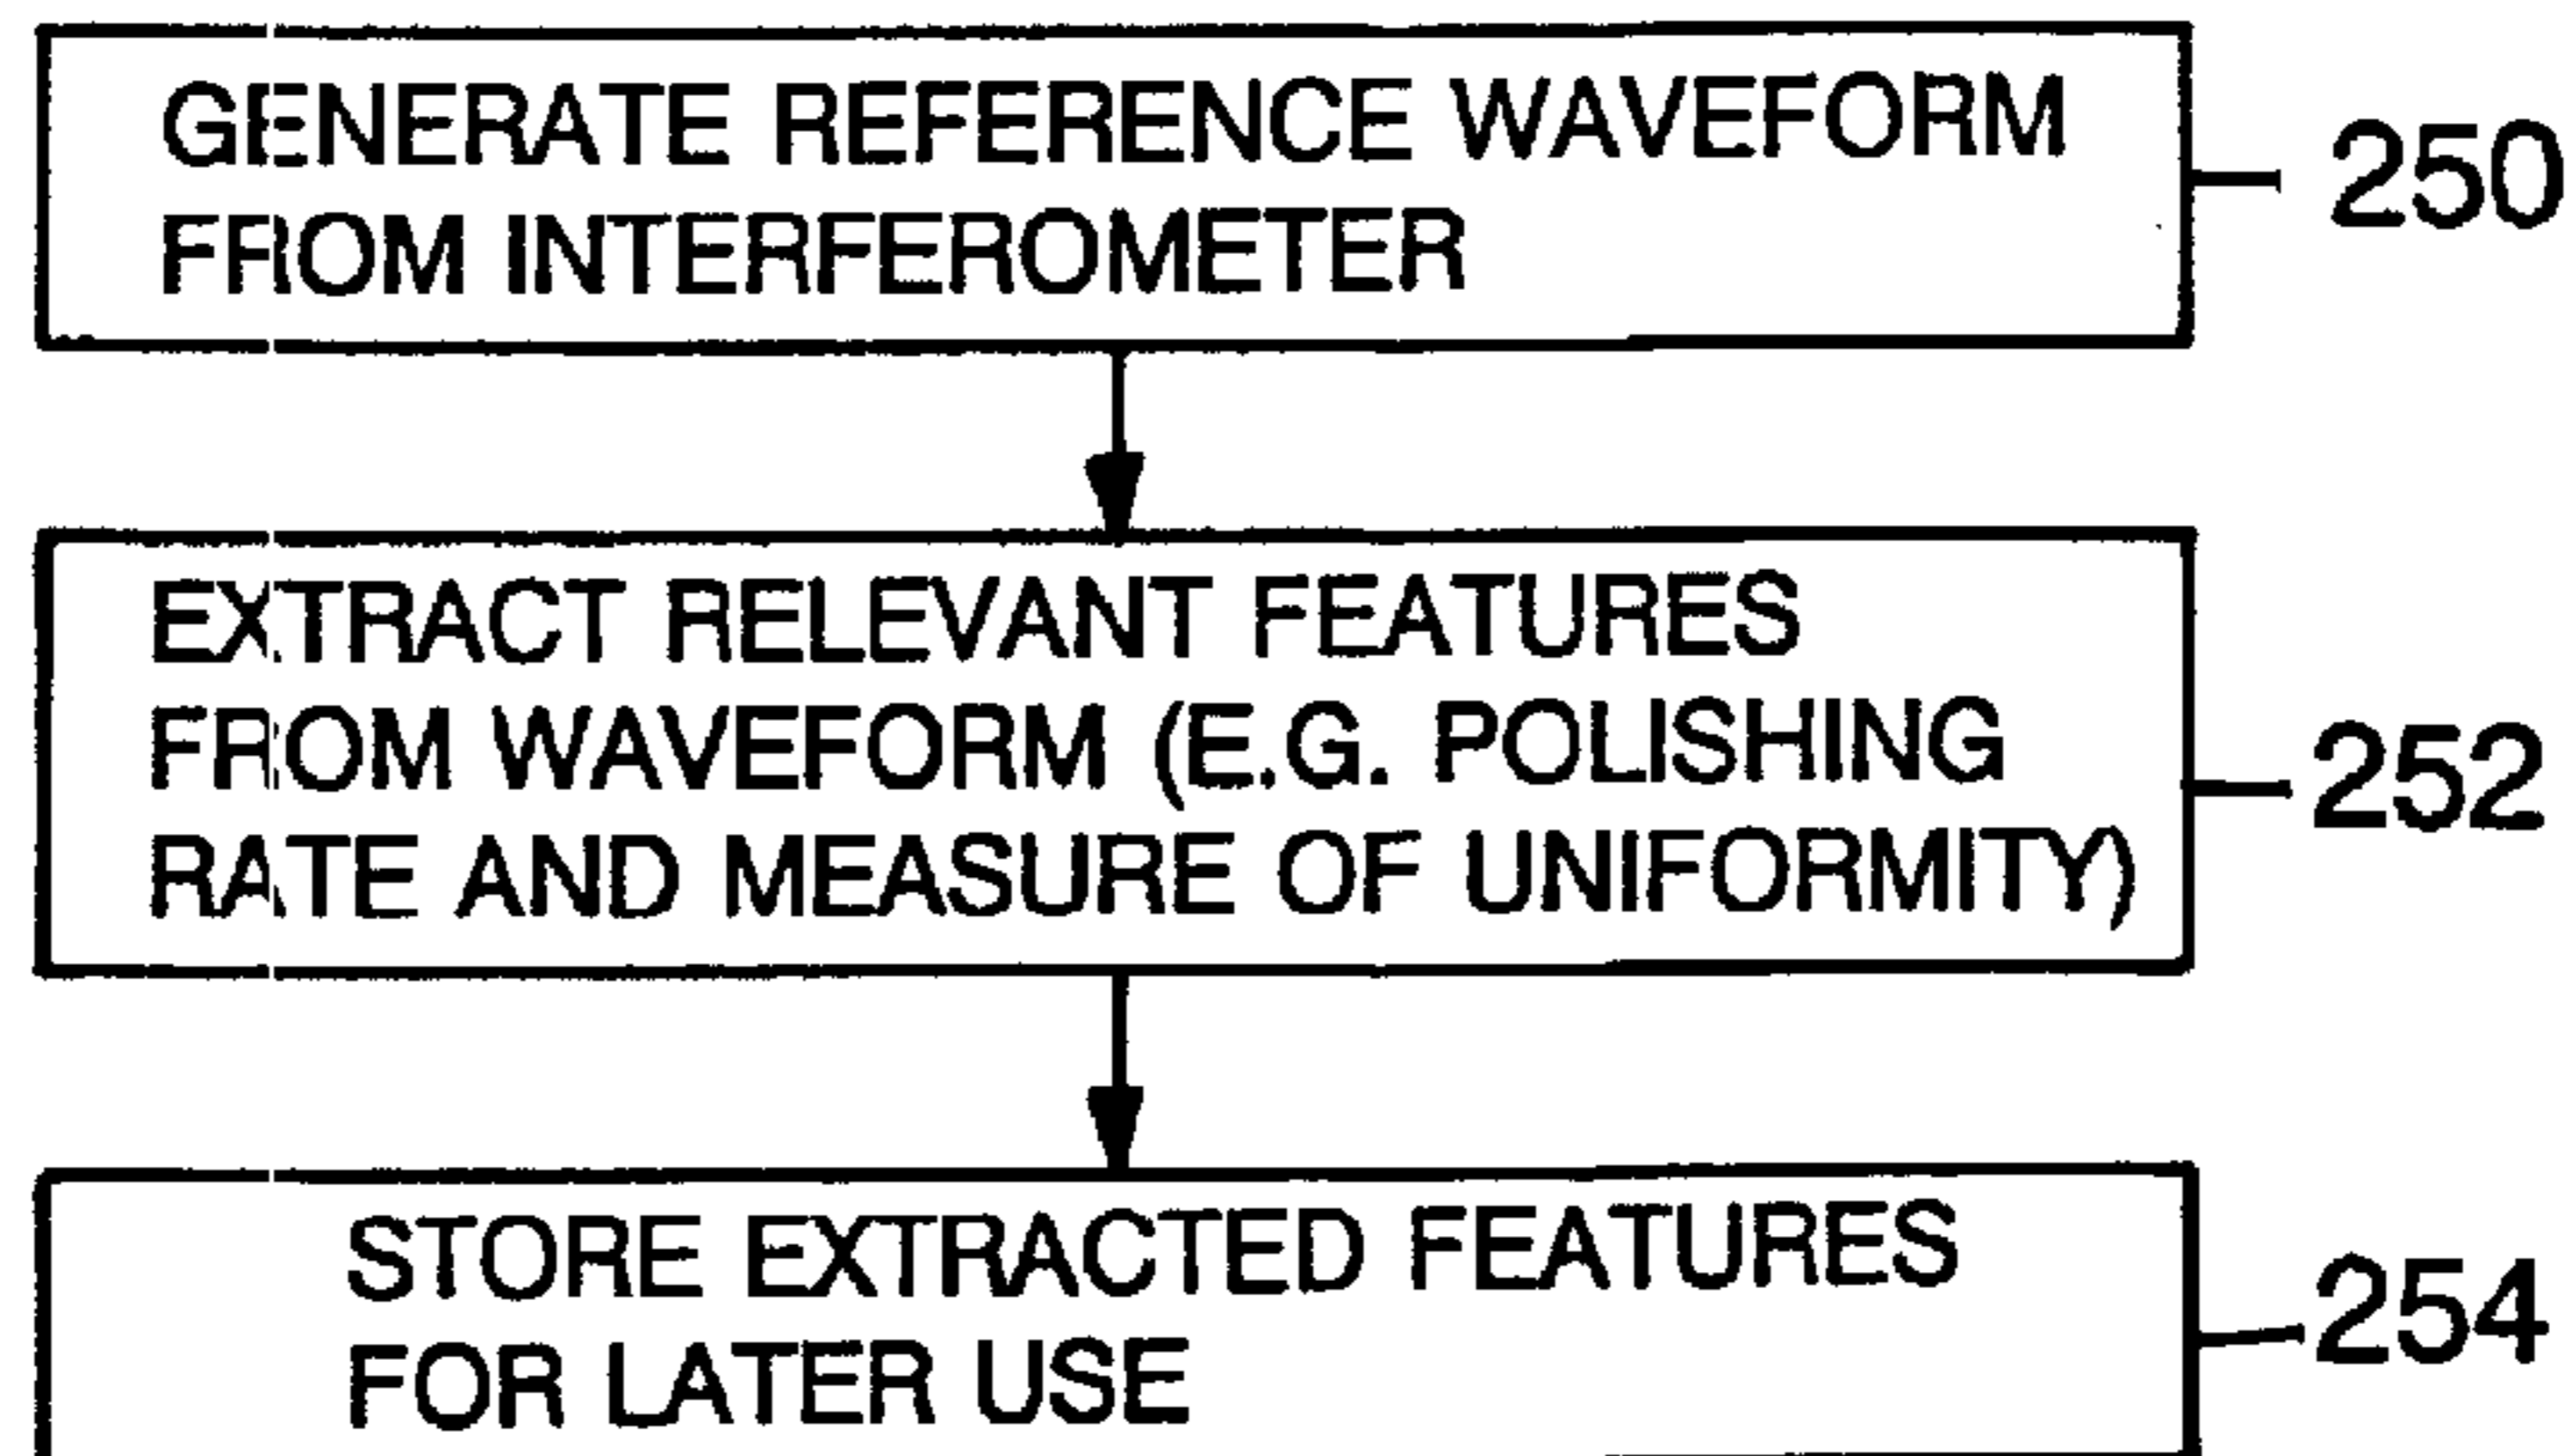 GENERATE REFERENCE WAVEFORM
FROM INTERFEROMETER
250
EXTRACT RELEVANT FEATURES
FROM WAVEFORM (E.G. POLISHING
RATE AND MEASURE OF UNIFORMITY)
252
STORE EXTRACTED FEATURES
FOR LATER USE
254